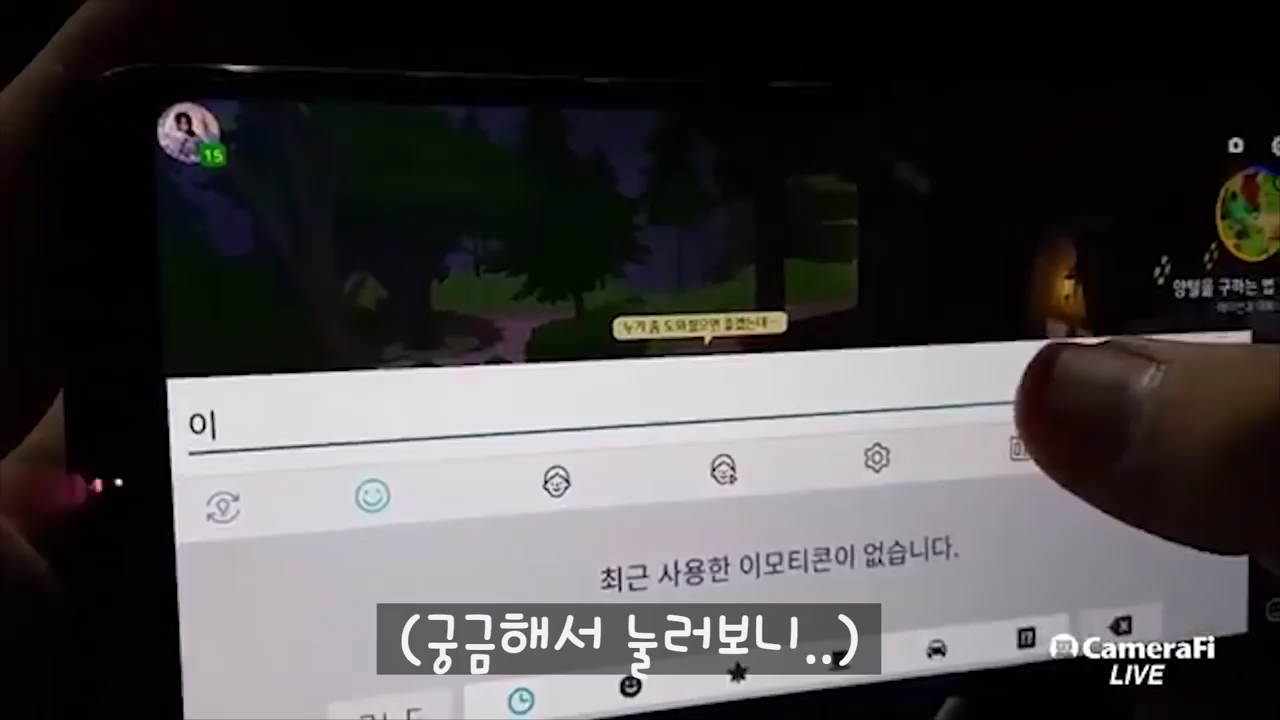 15
누가 좀 도와줬으면 좋겠는데…
양털을 구하는 법
이
최근 사용한 이모티콘이 없습니다.
(궁금해서 눌러보니..)
CameraFi
LIVE